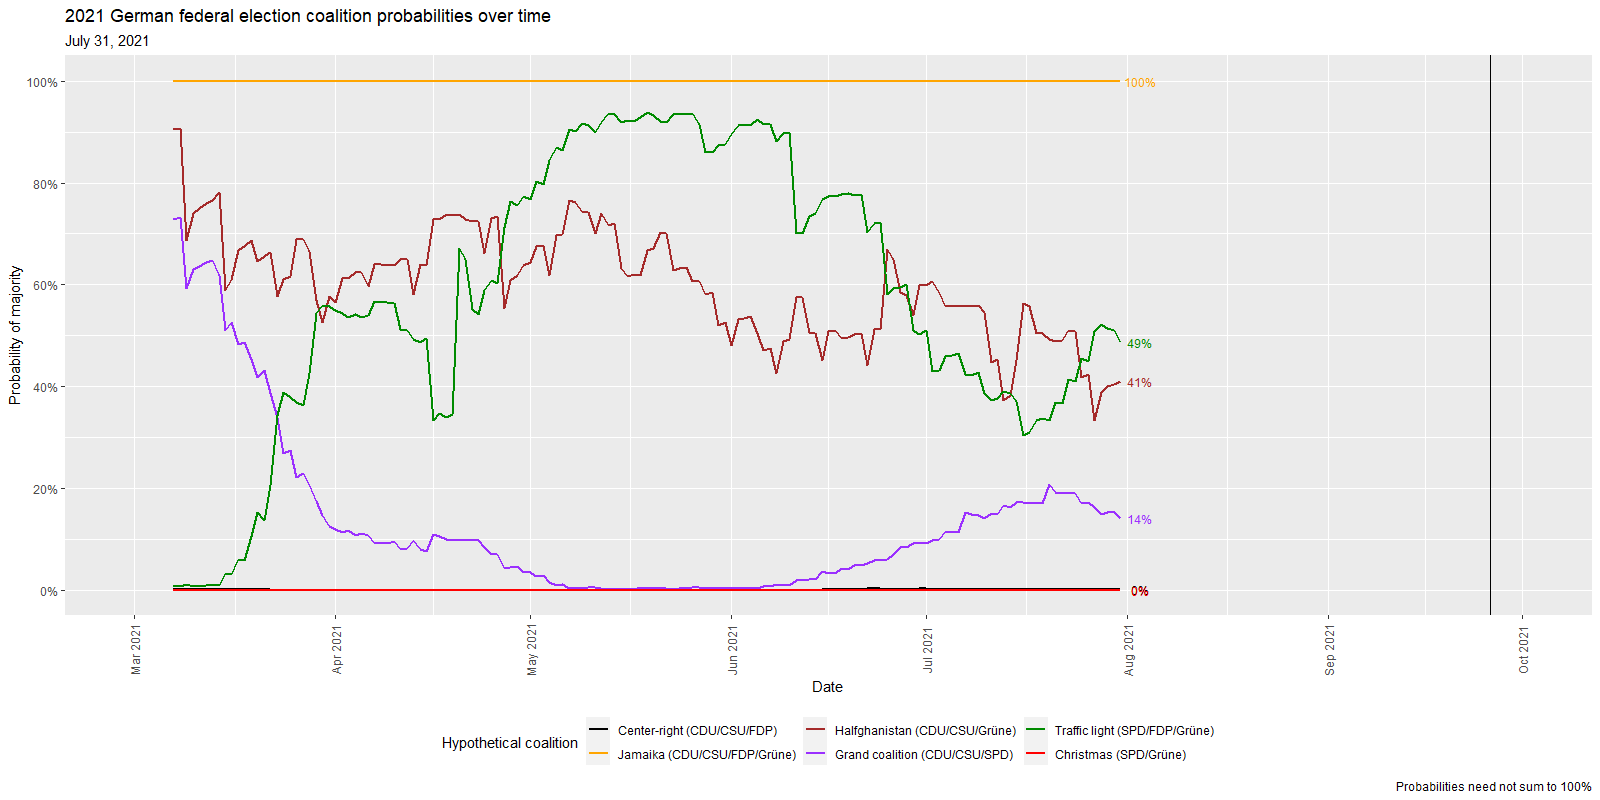 2021 German federal election coalition probabilities over time
July 31, 2021
Probability of majority
100%
80%
60%
40%
20%
0%
100%
49%
41%
14%
0%
Mar 2021
Apr 2021
May 2021
Jun 2021
Jul 2021
Aug 2021
Sep 2021
Oct 2021
Date
Hypothetical coalition
Center-right (CDU/CSU/FDP)
Halfghanistan (CDU/CSU/Grüne)
Traffic light (SPD/FDP/Grüne)
Jamaika (CDU/CSU/FDP/Grüne)
Grand coalition (CDU/CSU/SPD)
Christmas (SPD/Grüne)
Probabilities need not sum to 100%